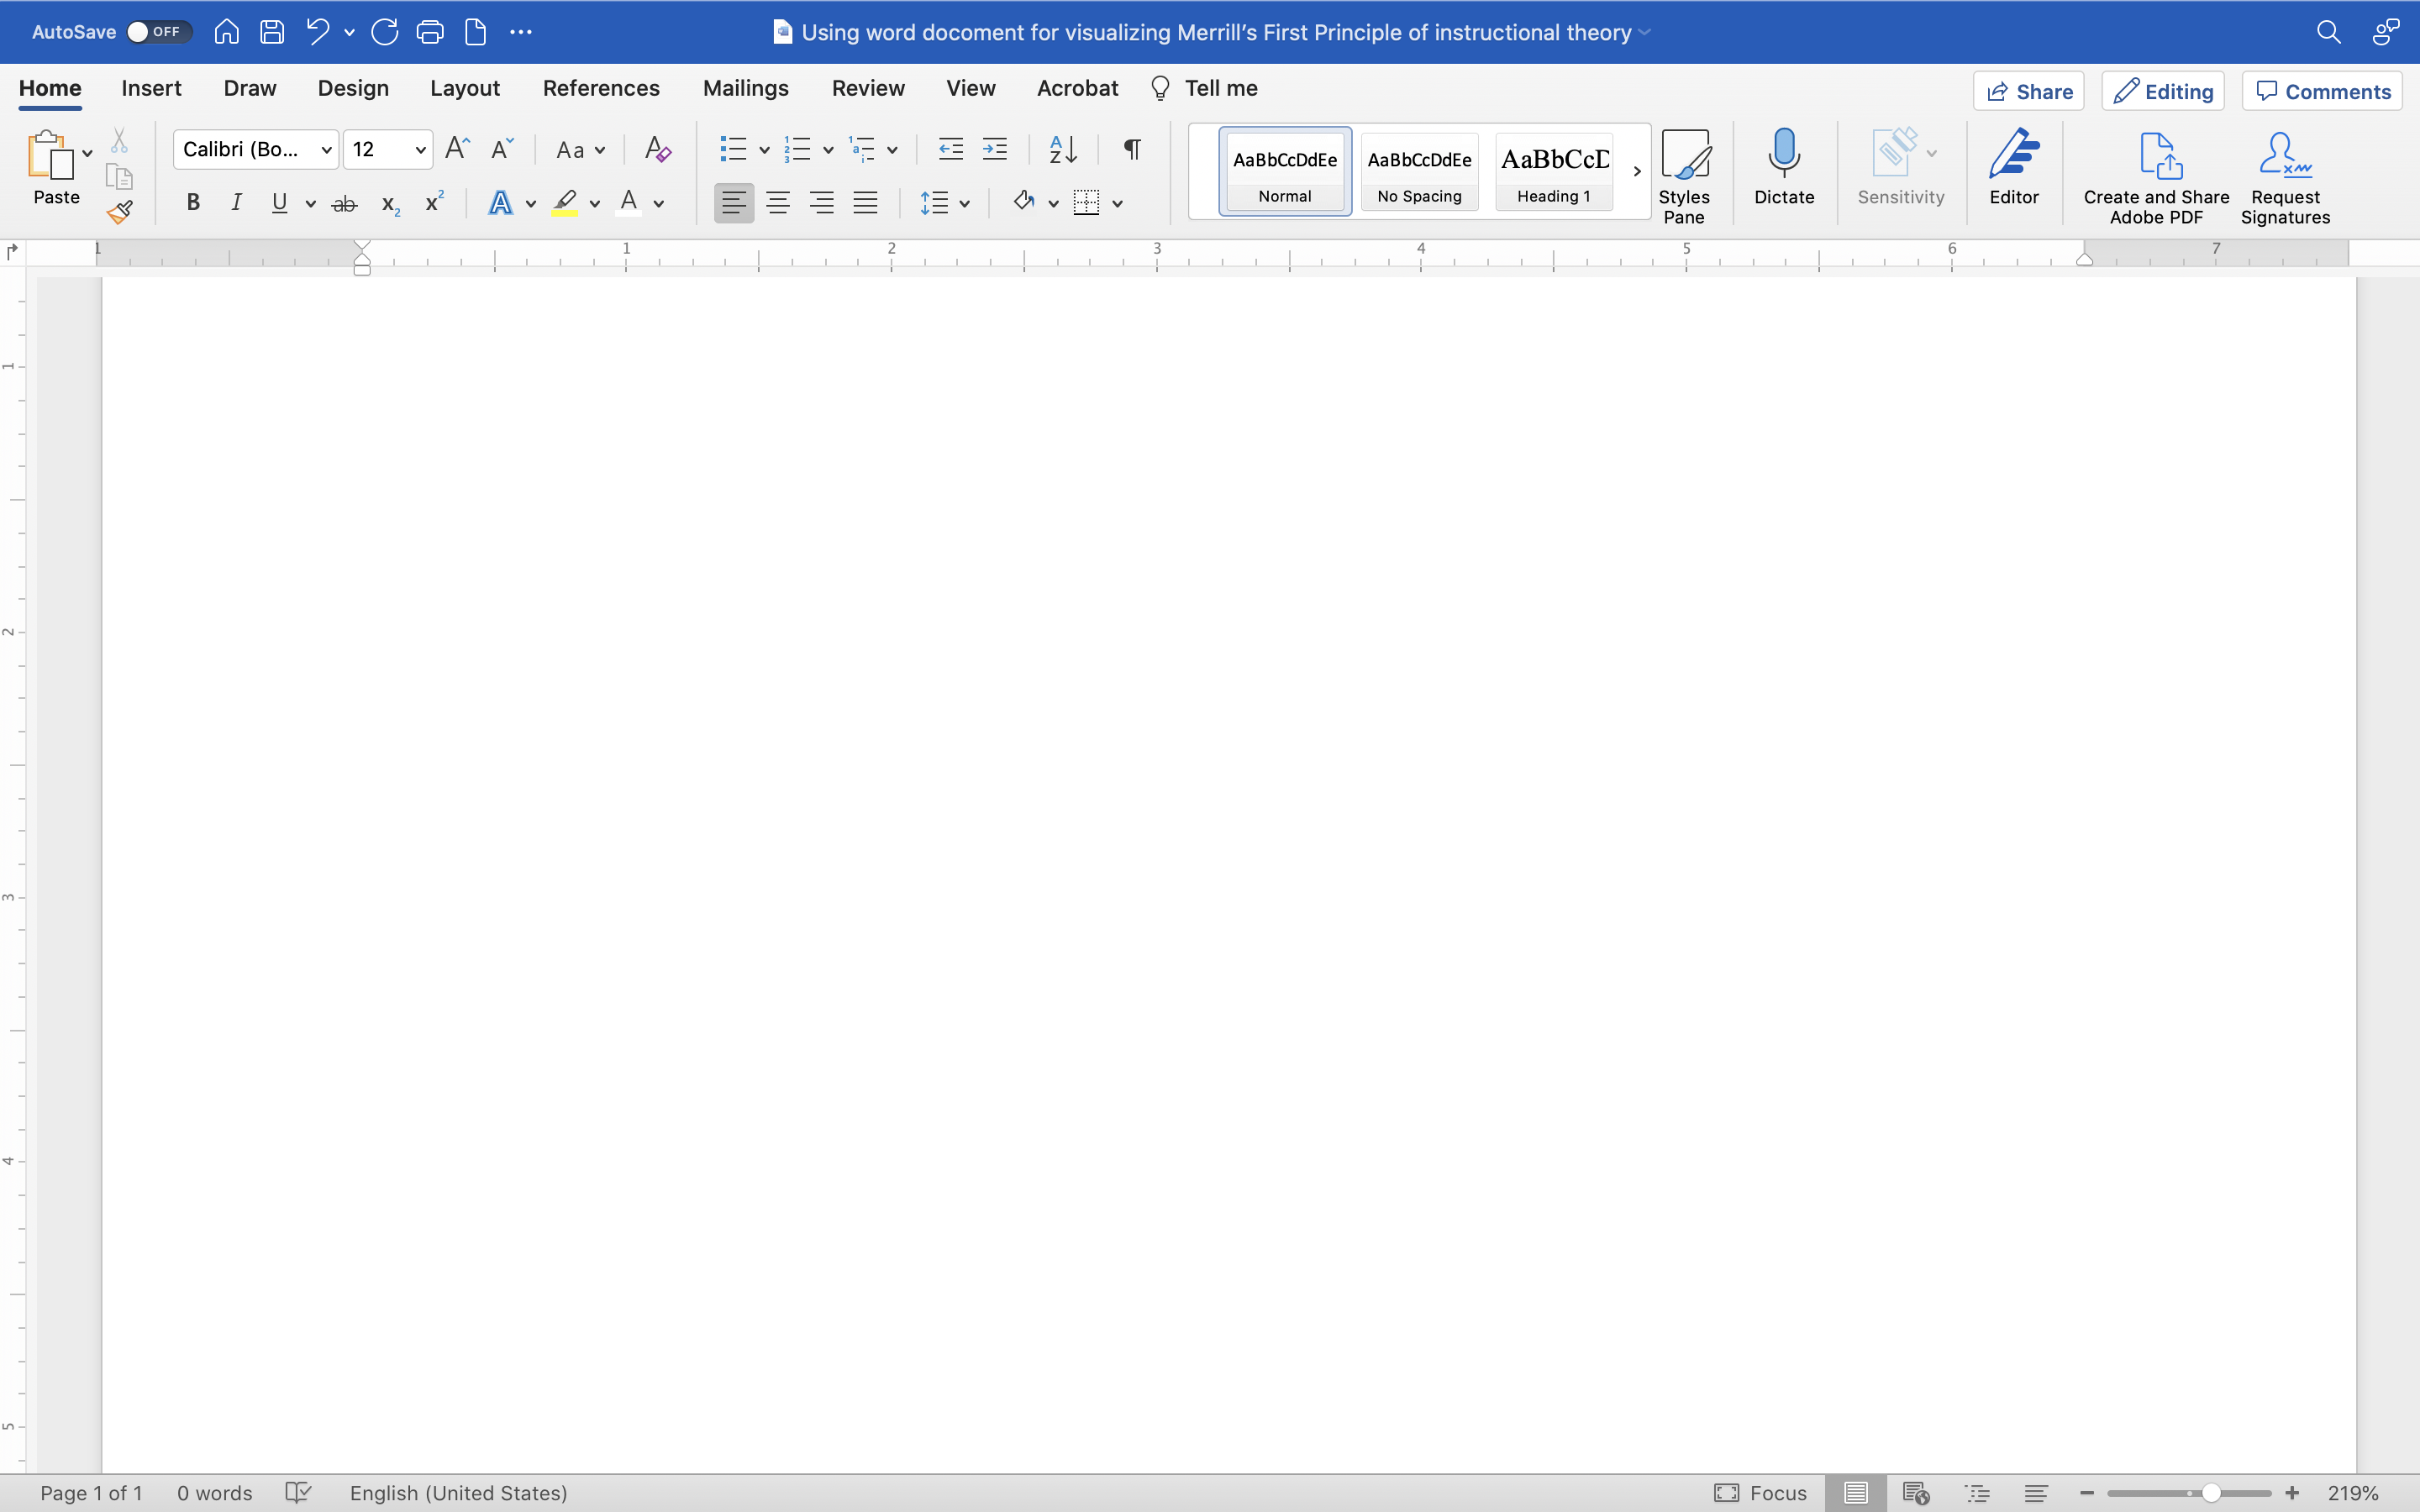 AutoSave OFF
Using word docoment for visualizing Merrill’s First Principle of instructional theory
Home Insert Draw Design Layout References Mailings Review View Acrobat Tell me
Share Editing Comments
Paste
Calibri (Bo... 12
Aa
B I U ab x₂ x²
AaBbCcDdEe AaBbCcDdEe AaBbCcD
Normal No Spacing Heading 1
Styles Pane
Dictate
Sensitivity
Editor
Create and Share Adobe PDF
Request Signatures
1 1 2 3 4 5 6 7
1
2
3
4
5
Page 1 of 1 0 words English (United States) Focus 219%